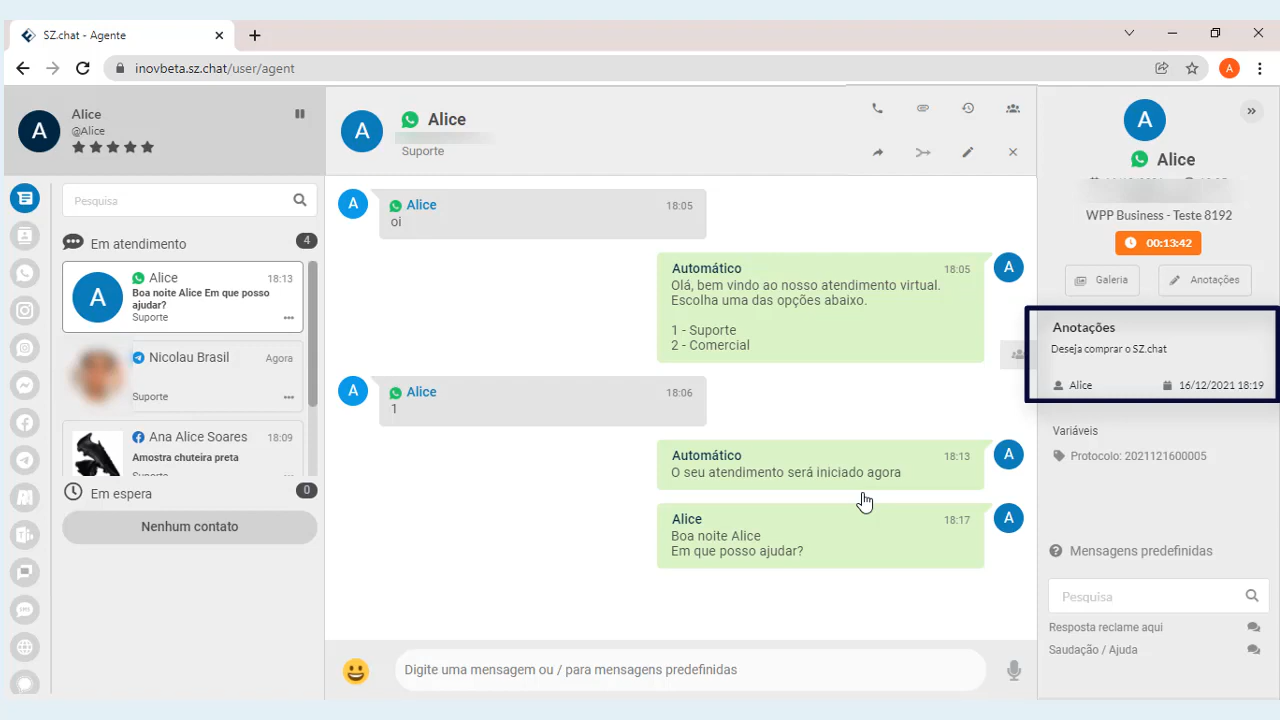 SZ.chat - Agente
inovbeta.sz.chat/user/agent
A
A
Alice
@Alice
Pesquisa
Em atendimento
4
A
Alice
18:13
Boa noite Alice Em que posso
ajudar?
Suporte
Nicolau Brasil
Agora
Suporte
Ana Alice Soares
18:09
Amostra chuteira preta
Suporte
Em espera
0
Nenhum contato
A
Alice
Suporte
A
Alice
18:05
oi
A
Automático
18:05
Olá, bem vindo ao nosso atendimento virtual.
Escolha uma das opções abaixo.
1 - Suporte
2 - Comercial
A
Alice
18:06
1
A
Automático
18:13
O seu atendimento será iniciado agora
A
Alice
18:17
Boa noite Alice
Em que posso ajudar?
Digite uma mensagem ou / para mensagens predefinidas
A
Alice
WPP Business - Teste 8192
00:13:42
Galeria
Anotações
Anotações
Deseja comprar o SZ.chat
Alice
16/12/2021 18:19
Variáveis
Protocolo: 2021121600005
Mensagens predefinidas
Pesquisa
Resposta reclame aqui
Saudação / Ajuda